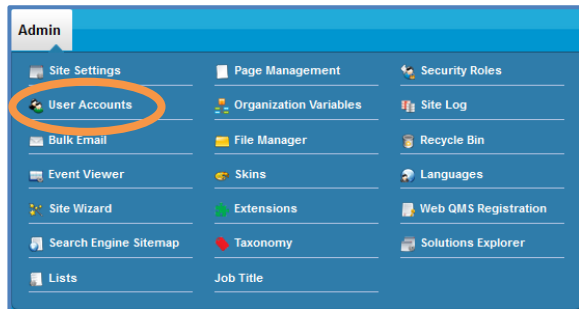 Admin
Site Settings
Page Management
Security Roles
User Accounts
Organization Variables
Site Log
Bulk Email
File Manager
Recycle Bin
Event Viewer
Skins
Languages
Site Wizard
Extensions
Web QMS Registration
Search Engine Sitemap
Taxonomy
Solutions Explorer
Lists
Job Title